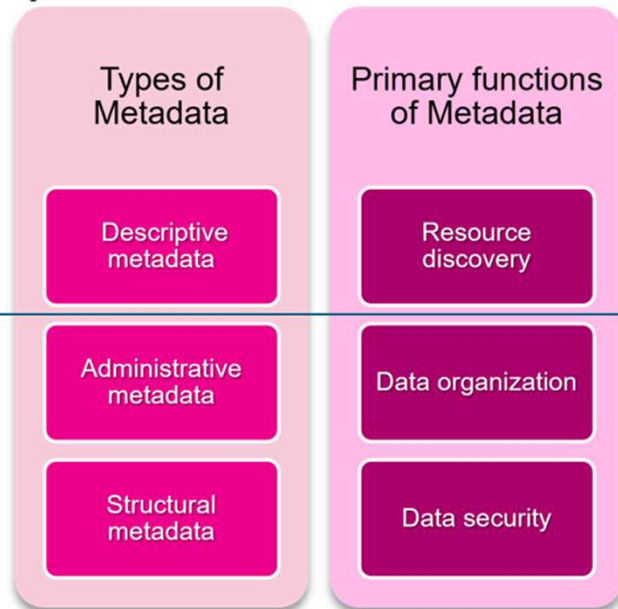 Types of
Metadata
Descriptive
metadata
Administrative
metadata
Structural
metadata
Primary functions
of Metadata
Resource
discovery
Data organization
Data security